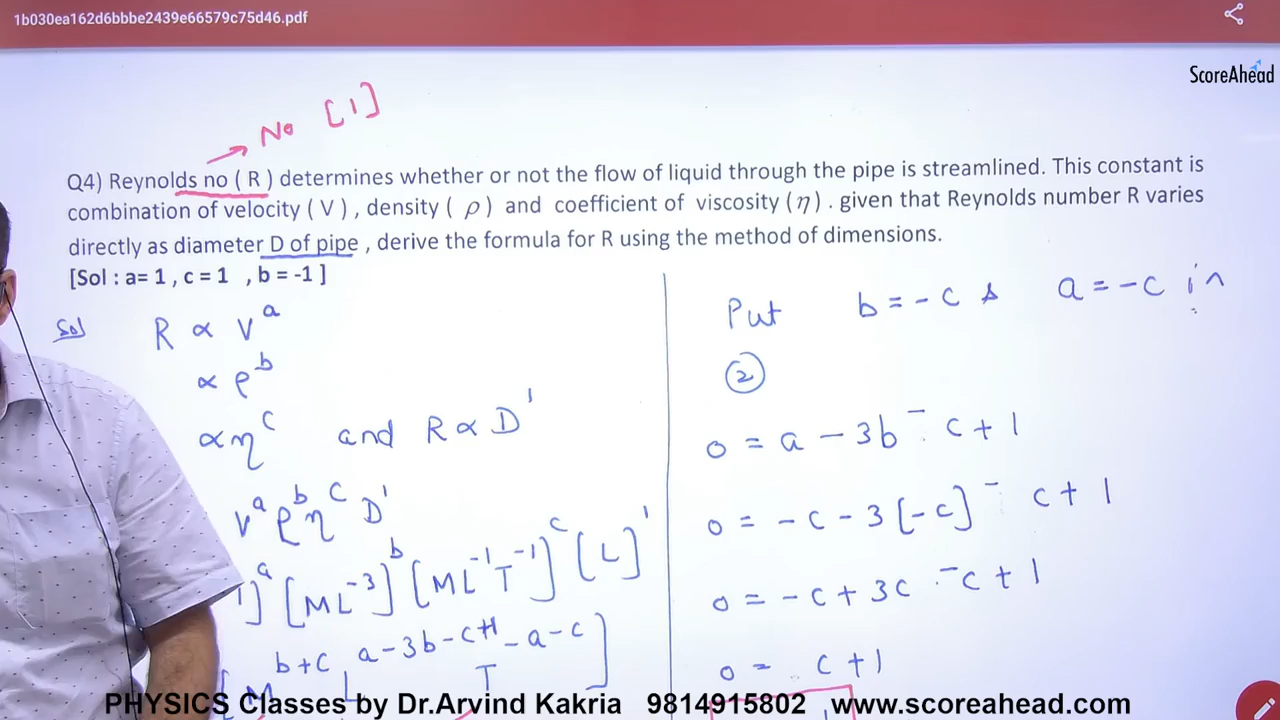 1b030ea162d6bbbe2439e66579c75d46.pdf
ScoreAhead
No [1]
Q4) Reynolds no ( R ) determines whether or not the flow of liquid through the pipe is streamlined. This constant is
combination of velocity ( V ) , density ( ρ ) and coefficient of viscosity ( η ) . given that Reynolds number R varies
directly as diameter D of pipe , derive the formula for R using the method of dimensions.
[Sol : a= 1 , c = 1 , b = -1 ]
Sol R ∝ V^a
∝ ρ^b
∝ η^c and R ∝ D^1
V^a ρ^b η^c D^1
]^a [ML^-3]^b [ML^-1 T^-1]^c [L]^1
[M^b+c L^a-3b-c+1 T^-a-c]
Put b = -c & a = -c in
②
0 = a - 3b - c + 1
0 = -c - 3[-c] - c + 1
0 = -c + 3c - c + 1
0 = c + 1
PHYSICS Classes by Dr.Arvind Kakria 9814915802 www.scoreahead.com